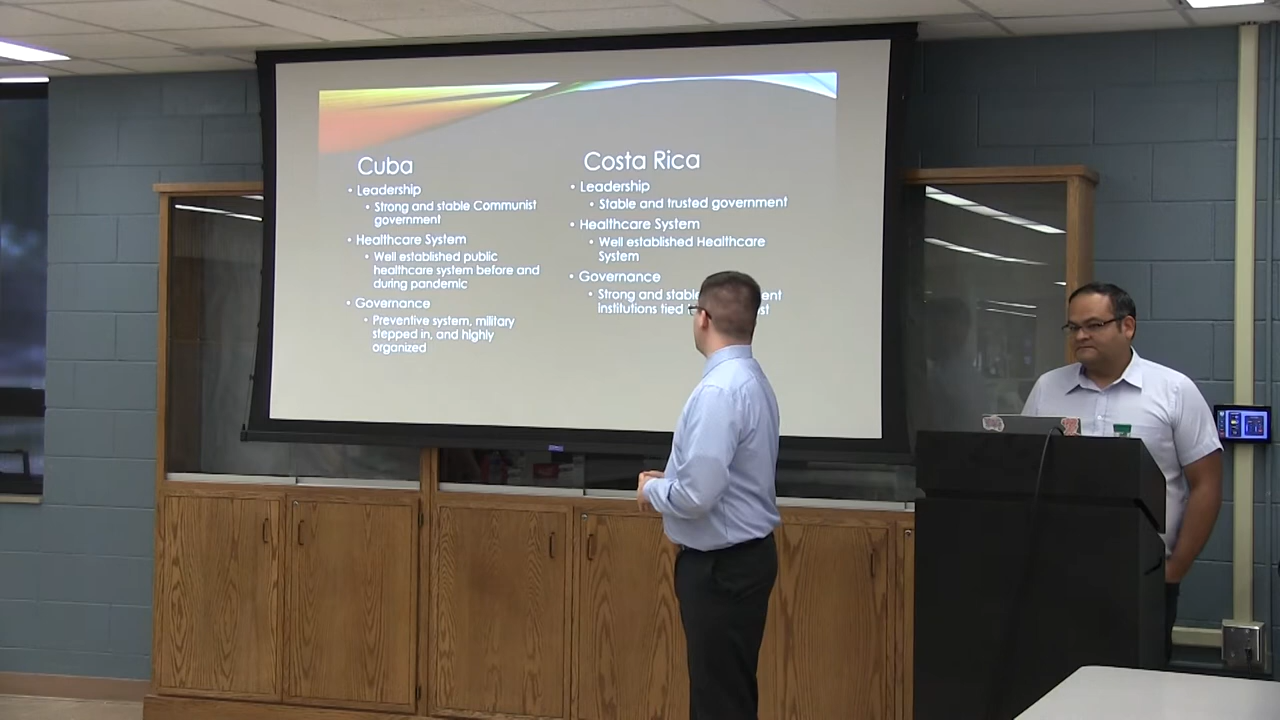 Cuba
• Leadership
• Strong and stable Communist
government
• Healthcare System
• Well established public
healthcare system before and
during pandemic
• Governance
• Preventive system, military
stepped in, and highly
organized
Costa Rica
• Leadership
• Stable and trusted government
• Healthcare System
• Well established Healthcare
System
• Governance
• Strong and stable
institutions tied